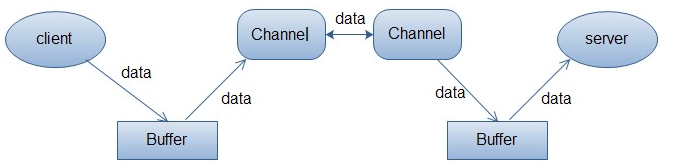 client
data
Buffer
data
Channel
data
Channel
data
Buffer
data
server